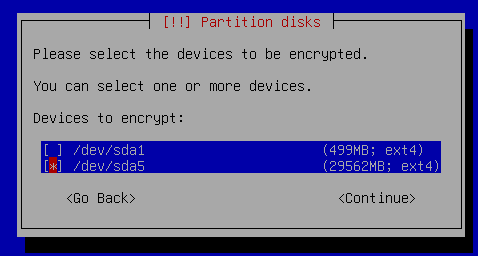 [!!] Partition disks
Please select the devices to be encrypted.
You can select one or more devices.
Devices to encrypt:
[ ] /dev/sda1 (499MB; ext4)
[*] /dev/sda5 (29562MB; ext4)
<Go Back> <Continue>